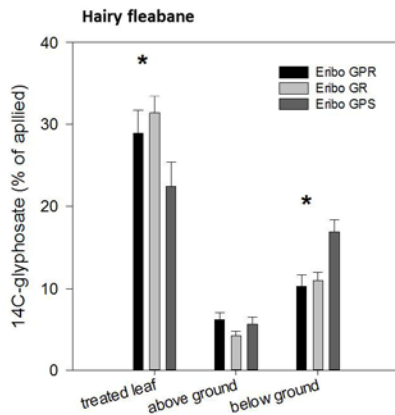 Hairy fleabane
14C-glyphosate (% of apllied)
40
30
20
10
0
*
*
Eribo GPR
Eribo GR
Eribo GPS
treated leaf
above ground
below ground